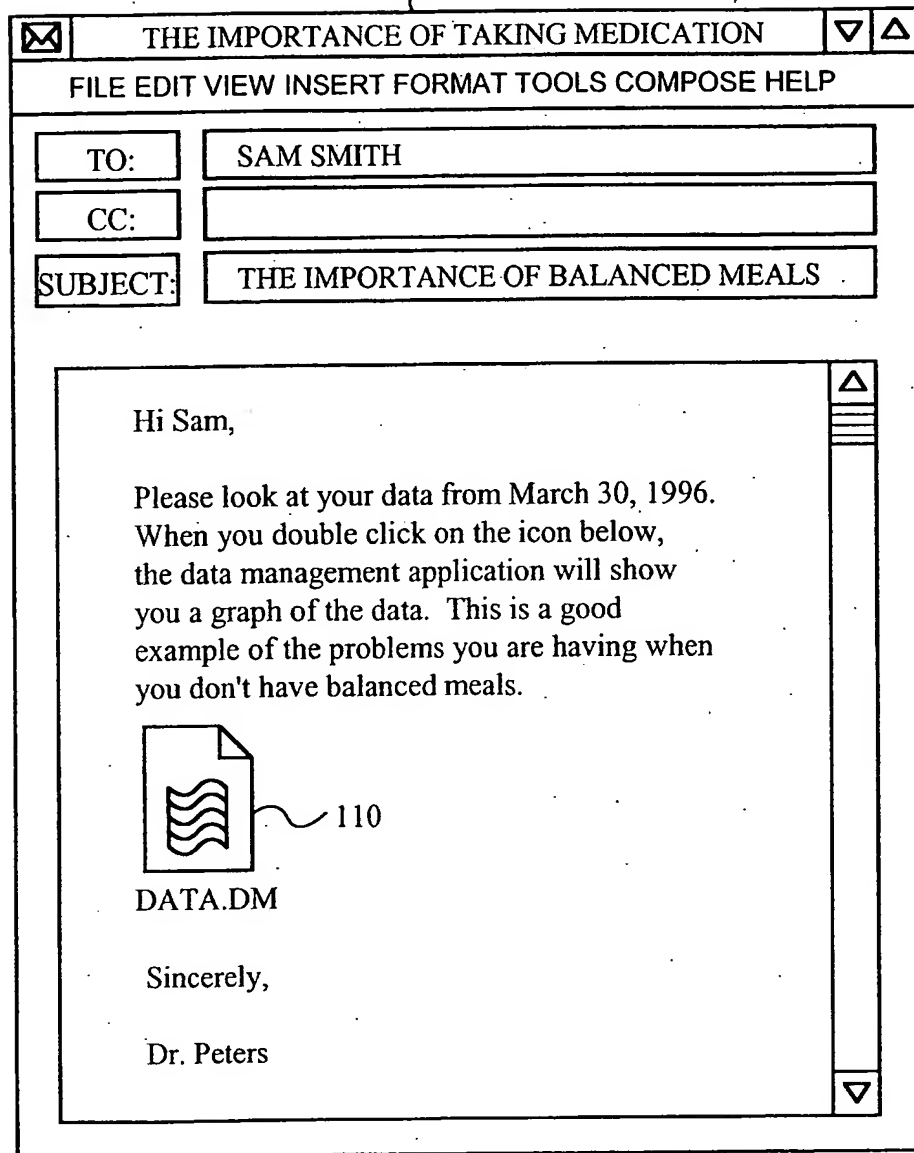 THE IMPORTANCE OF TAKING MEDICATION
FILE EDIT VIEW INSERT FORMAT TOOLS COMPOSE HELP
TO: SAM SMITH
CC:
SUBJECT: THE IMPORTANCE OF BALANCED MEALS
Hi Sam,
Please look at your data from March 30, 1996.
When you double click on the icon below,
the data management application will show
you a graph of the data. This is a good
example of the problems you are having when
you don't have balanced meals.
110
DATA.DM
Sincerely,
Dr. Peters